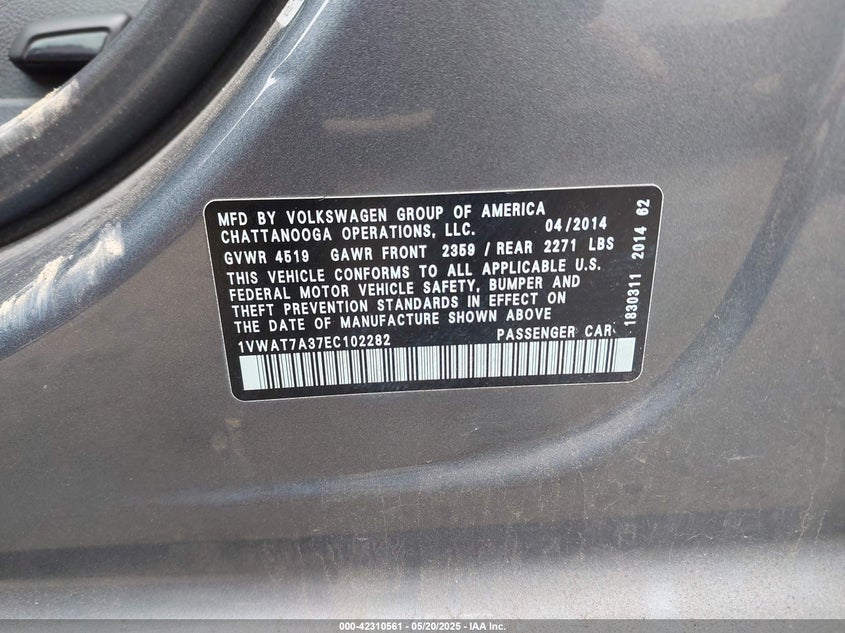 MFD BY VOLKSWAGEN GROUP OF AMERICA
CHATTANOOGA OPERATIONS, LLC. 04/2014
GVWR 4519 GAWR FRONT 2359 / REAR 2271 LBS
THIS VEHICLE CONFORMS TO ALL APPLICABLE U.S.
FEDERAL MOTOR VEHICLE SAFETY, BUMPER AND
THEFT PREVENTION STANDARDS IN EFFECT ON
THE DATE OF MANUFACTURE SHOWN ABOVE
1VWAT7A37EC102282 PASSENGER CAR
1830311 2014 62
000-42310561 - 05/20/2025 - IAA Inc.